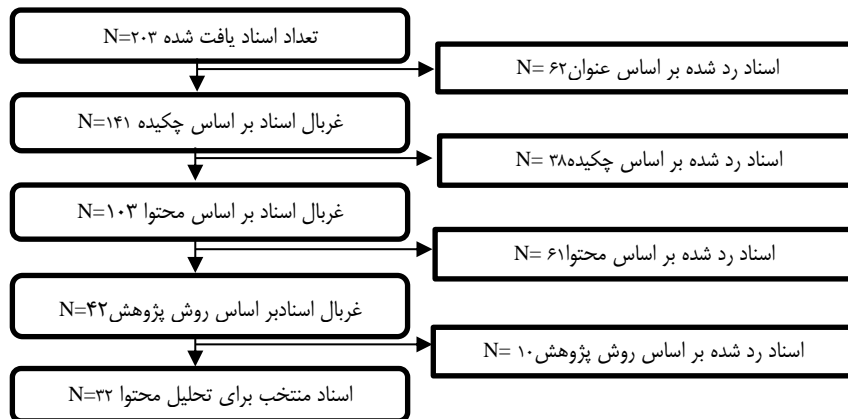 تعداد اسناد یافت شده N=۲۰۳
اسناد رد شده بر اساس عنوان۶۲ =N
غربال اسناد بر اساس چکیده N=۱۴۱
اسناد رد شده بر اساس چکیده۳۸ =N
غربال اسناد بر اساس محتوا N=۱۰۳
اسناد رد شده بر اساس محتوا۶۱ =N
غربال اسنادبر اساس روش پژوهش۴۲=N
اسناد رد شده بر اساس روش پژوهش۱۰ =N
اسناد منتخب برای تحلیل محتوا N=۳۲